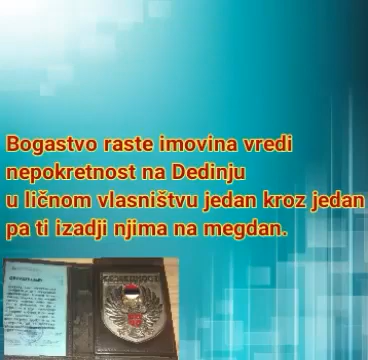 Bogastvo raste imovina vredi
nepokretnost na Dedinju
u ličnom vlasništvu jedan kroz jedan
pa ti izadji njima na megdan.